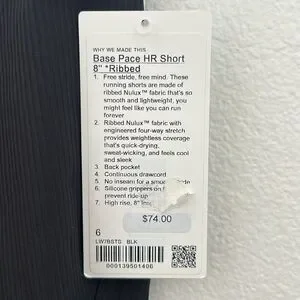 WHY WE MADE THIS
Base Pace HR Short
8" *Ribbed
1. Free stride, free mind. These
running shorts are made of
ribbed Nulux™ fabric that's so
smooth and lightweight, you
might feel like you can run
forever
2. Ribbed Nulux™ fabric with
engineered four-way stretch
provides weightless coverage
that's quick-drying,
sweat-wicking, and feels cool
and sleek
3. Back pocket
4. Continuous drawcord
5. No inseam for a smooth
6. Silicone grippers on
prevent ride-up
7. High rise, 8"
$74.00
6
LW7BSTS BLK
000139501406